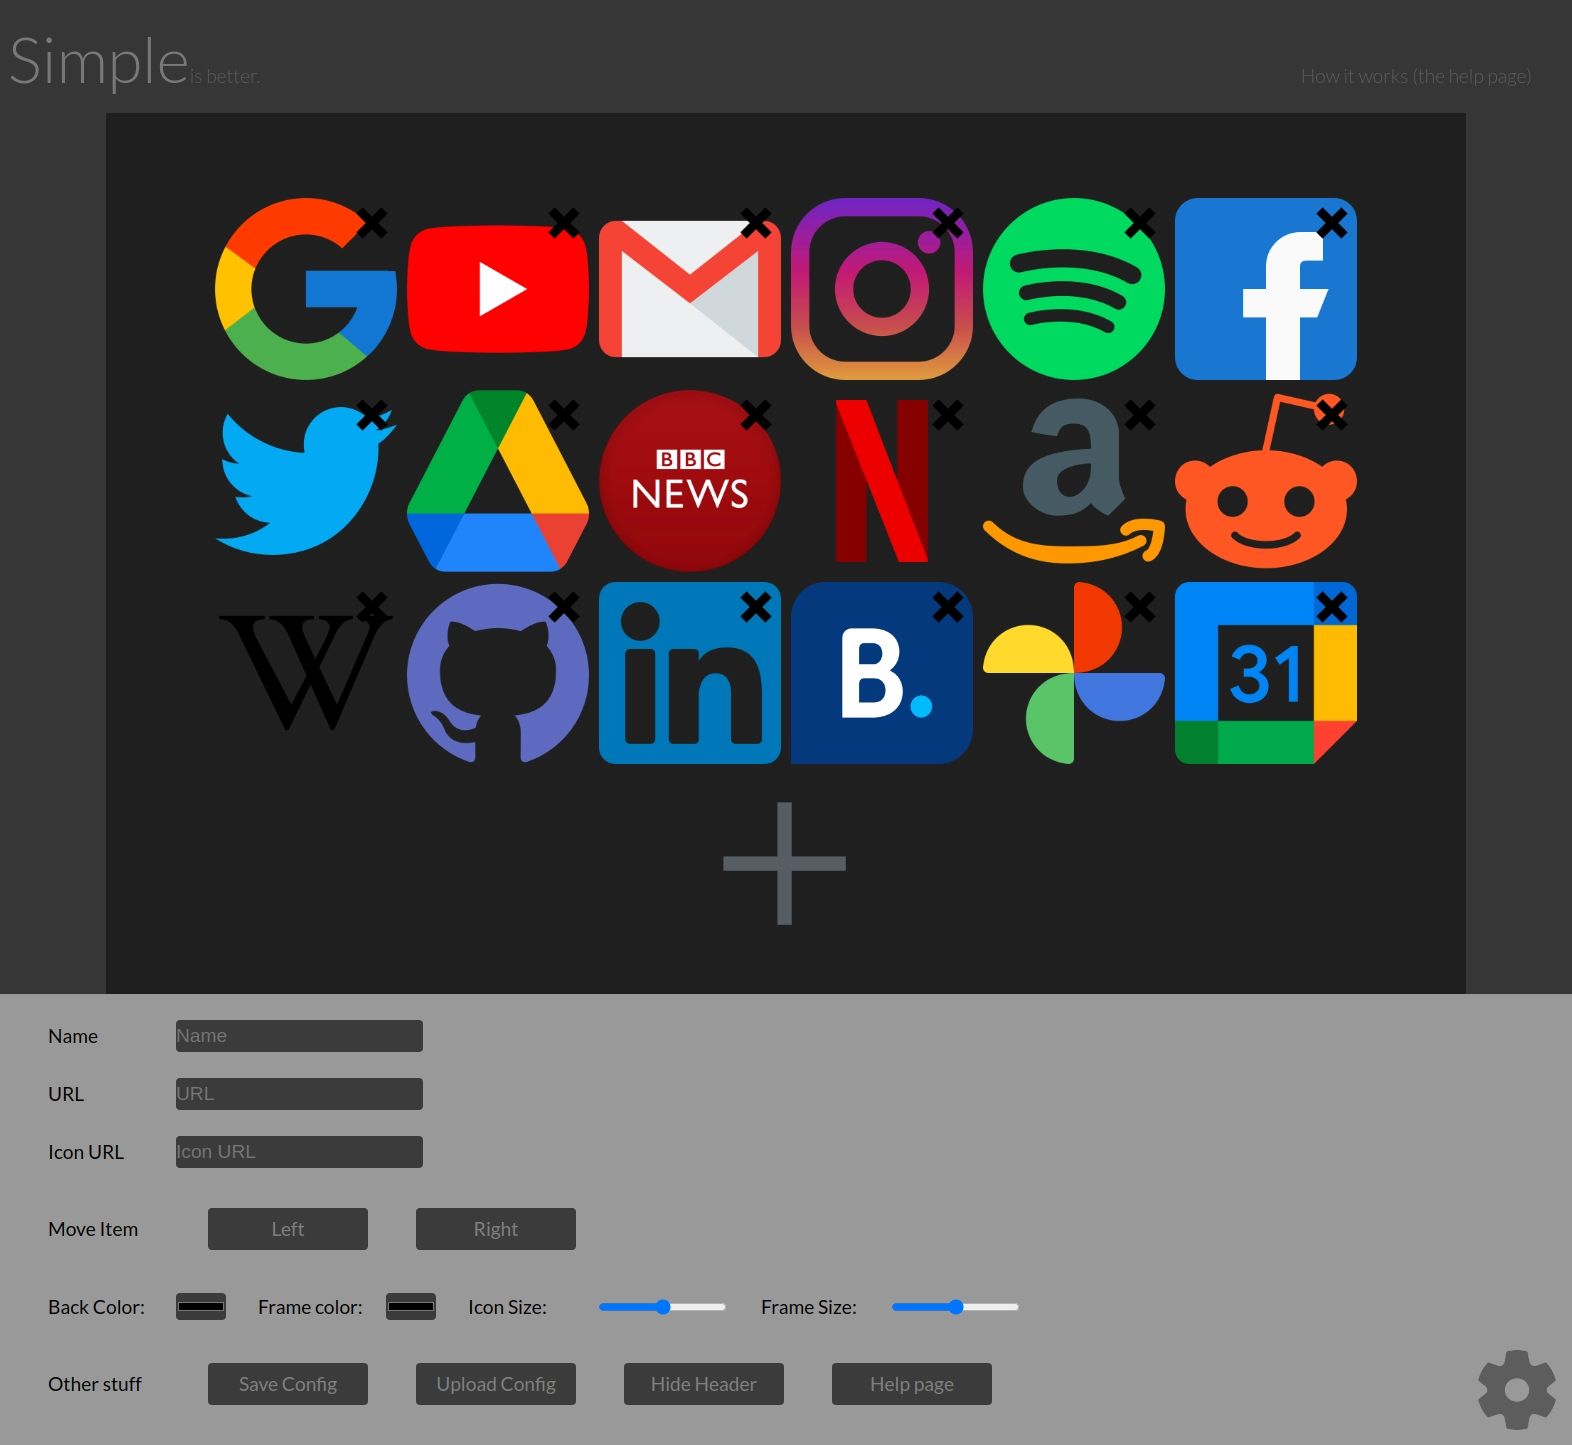 Simple is better.
How it works (the help page)
BBC
NEWS
N
a
W
in
B.
31
Name Name
URL URL
Icon URL Icon URL
Move Item Left Right
Back Color: Frame color: Icon Size: Frame Size:
Other stuff Save Config Upload Config Hide Header Help page